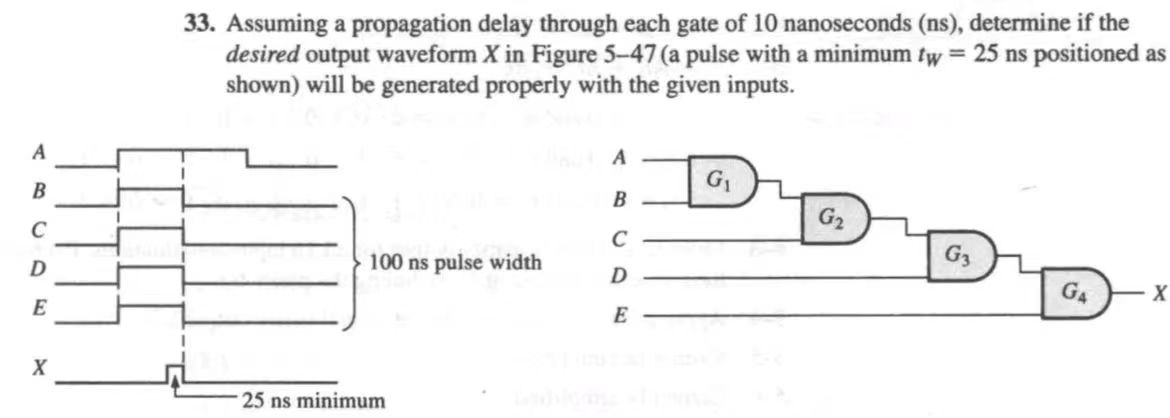 33. Assuming a propagation delay through each gate of 10 nanoseconds (ns), determine if the
desired output waveform X in Figure 5–47 (a pulse with a minimum tW = 25 ns positioned as
shown) will be generated properly with the given inputs.
A
B
C
D
E
X
100 ns pulse width
25 ns minimum
A
B
C
D
E
G1
G2
G3
G4
X